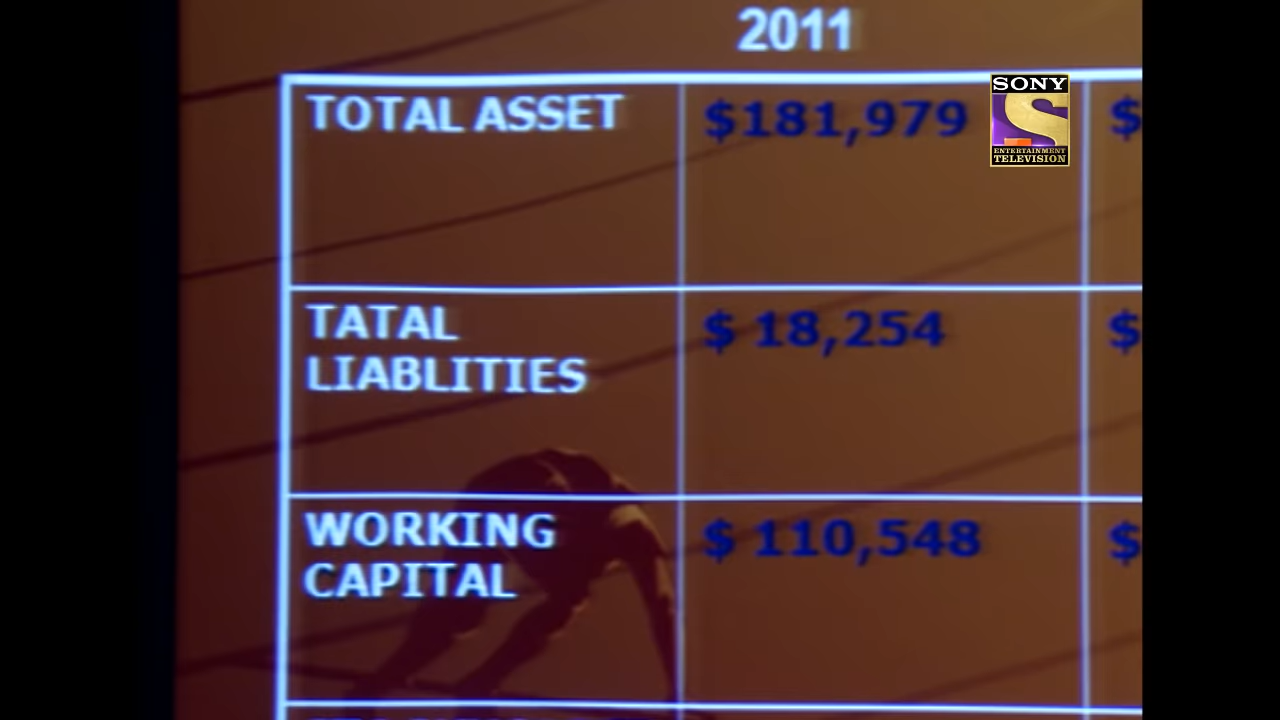 2011
SONY
TOTAL ASSET $181,979 $
ENTERTAINMENT
TELEVISION
TATAL $ 18,254 $
LIABLITIES
WORKING $ 110,548 $
CAPITAL